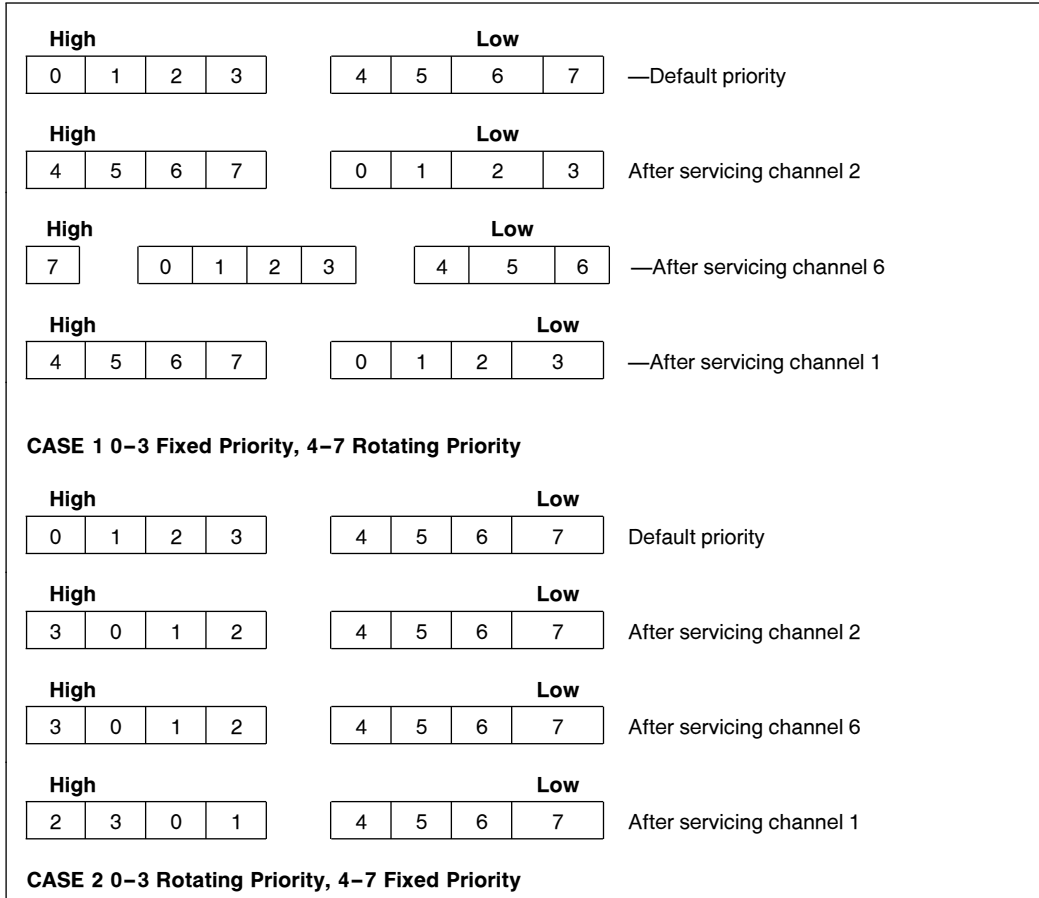 High Low
0 1 2 3 4 5 6 7 —Default priority
High Low
4 5 6 7 0 1 2 3 After servicing channel 2
High Low
7 0 1 2 3 4 5 6 —After servicing channel 6
High Low
4 5 6 7 0 1 2 3 —After servicing channel 1
CASE 1 0–3 Fixed Priority, 4–7 Rotating Priority
High Low
0 1 2 3 4 5 6 7 Default priority
High Low
3 0 1 2 4 5 6 7 After servicing channel 2
High Low
3 0 1 2 4 5 6 7 After servicing channel 6
High Low
2 3 0 1 4 5 6 7 After servicing channel 1
CASE 2 0–3 Rotating Priority, 4–7 Fixed Priority